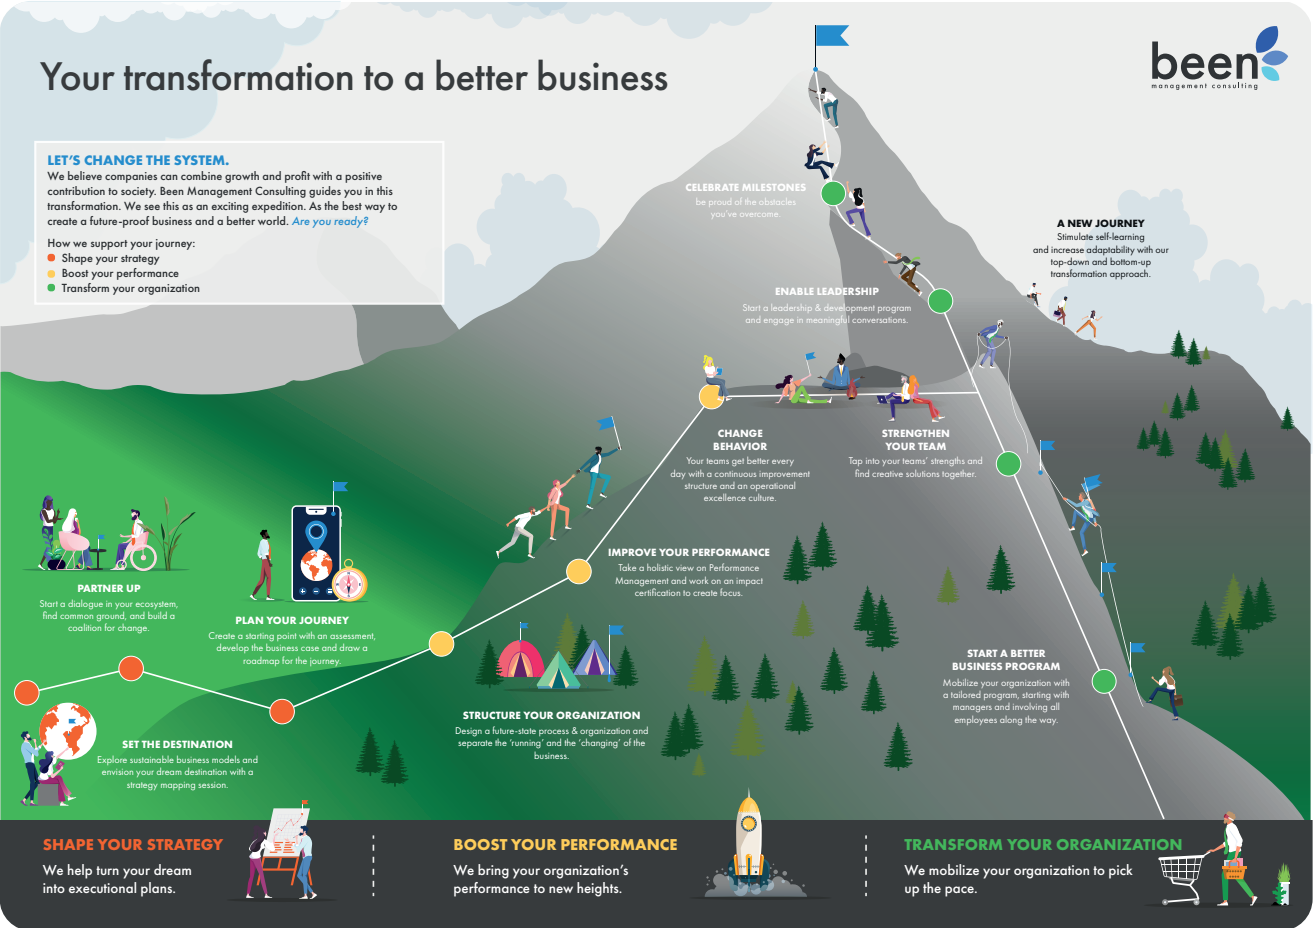 Your transformation to a better business
been
management consulting
LET'S CHANGE THE SYSTEM.
We believe companies can combine growth and profit with a positive
contribution to society. Been Management Consulting guides you in this
transformation. We see this as an exciting expedition. As the best way to
create a future-proof business and a better world. Are you ready?
How we support your journey:
Shape your strategy
Boost your performance
Transform your organization
CELEBRATE MILESTONES
be proud of the obstacles
you've overcome.
A NEW JOURNEY
Stimulate self-learning
and increase adaptability with our
top-down and bottom-up
transformation approach.
ENABLE LEADERSHIP
Start a leadership & development program
and engage in meaningful conversations.
CHANGE
BEHAVIOR
Your teams get better every
day with a continuous improvement
structure and an operational
excellence culture.
STRENGTHEN
YOUR TEAM
Tap into your teams' strengths and
find creative solutions together.
IMPROVE YOUR PERFORMANCE
Take a holistic view on Performance
Management and work on an impact
certification to create focus.
PARTNER UP
Start a dialogue in your ecosystem,
find common ground, and build a
coalition for change.
PLAN YOUR JOURNEY
Create a starting point with an assessment,
develop the business case and draw a
roadmap for the journey.
START A BETTER
BUSINESS PROGRAM
Mobilize your organization with
a tailored program, starting with
managers and involving all
employees along the way.
STRUCTURE YOUR ORGANIZATION
Design a future-state process & organization and
separate the 'running' and the 'changing' of the
business.
SET THE DESTINATION
Explore sustainable business models and
envision your dream destination with a
strategy mapping session.
SHAPE YOUR STRATEGY
We help turn your dream
into executional plans.
BOOST YOUR PERFORMANCE
We bring your organization's
performance to new heights.
TRANSFORM YOUR ORGANIZATION
We mobilize your organization to pick
up the pace.